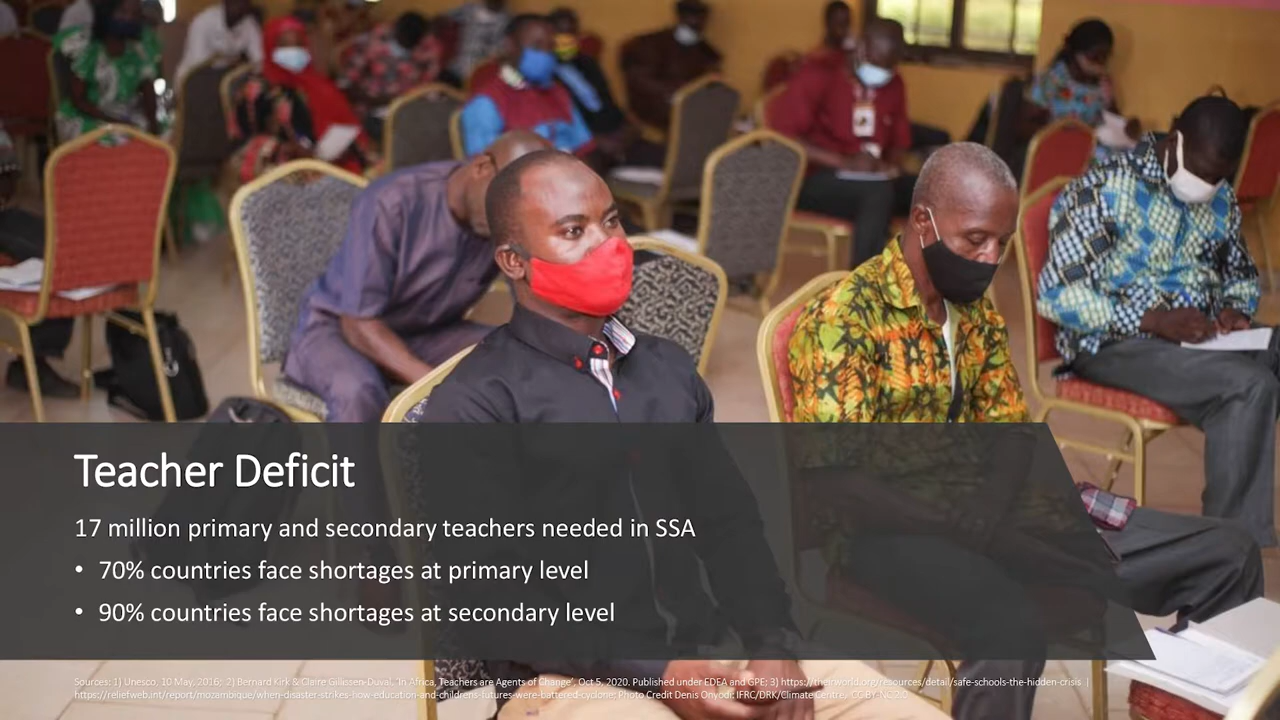 Teacher Deficit
17 million primary and secondary teachers needed in SSA
• 70% countries face shortages at primary level
• 90% countries face shortages at secondary level
Sources: 1) Unesco, 10 May, 2016); 2) Bernard Kirk & Claire Gillissen-Duval, 'In Africa, Teachers are Agents of Change', Oct 5, 2020. Published under EDEA and GPE; 3) https://theirworld.org/resources/detail/safe-schools-the-hidden-crisis |
https://reliefweb.int/report/mozambique/when-disaster-strikes-how-education-and-childrens-futures-were-battered-cyclone; Photo Credit Denis Onyodi: IFRC/DRK/Climate Centre, CC BY-NC 2.0